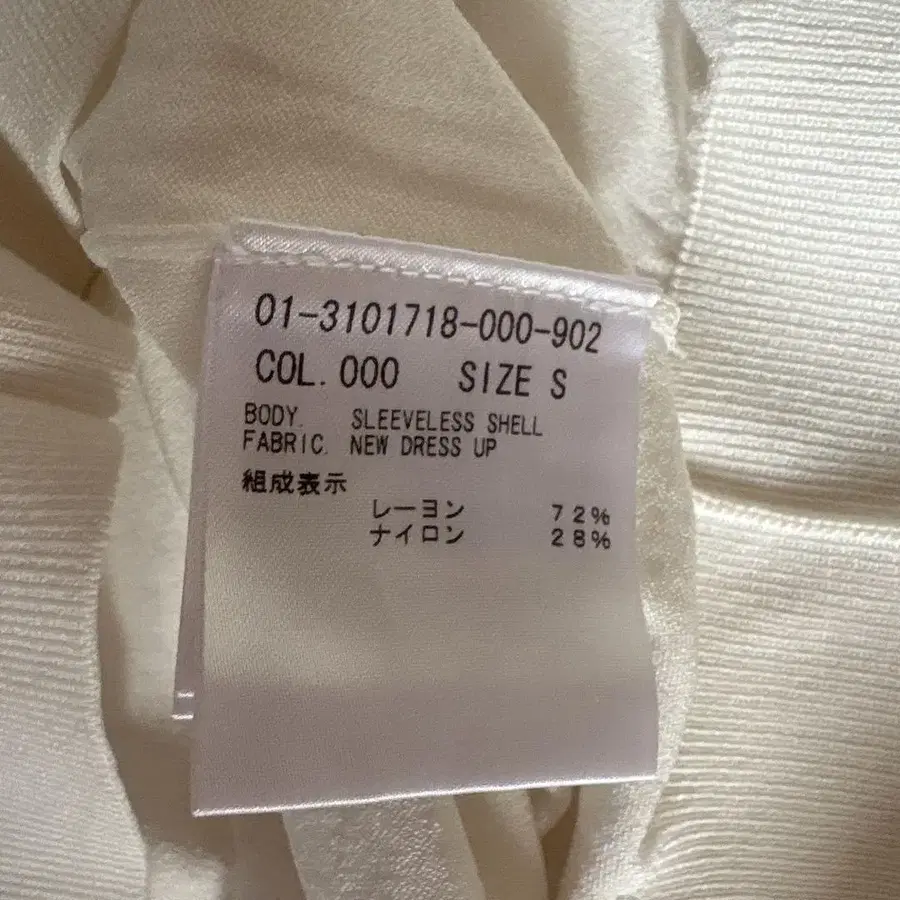 01-3101718-000-902
COL. 000 SIZE S
BODY. SLEEVELESS SHELL
FABRIC. NEW DRESS UP
組成表示
レーヨン 72%
ナイロン 28%